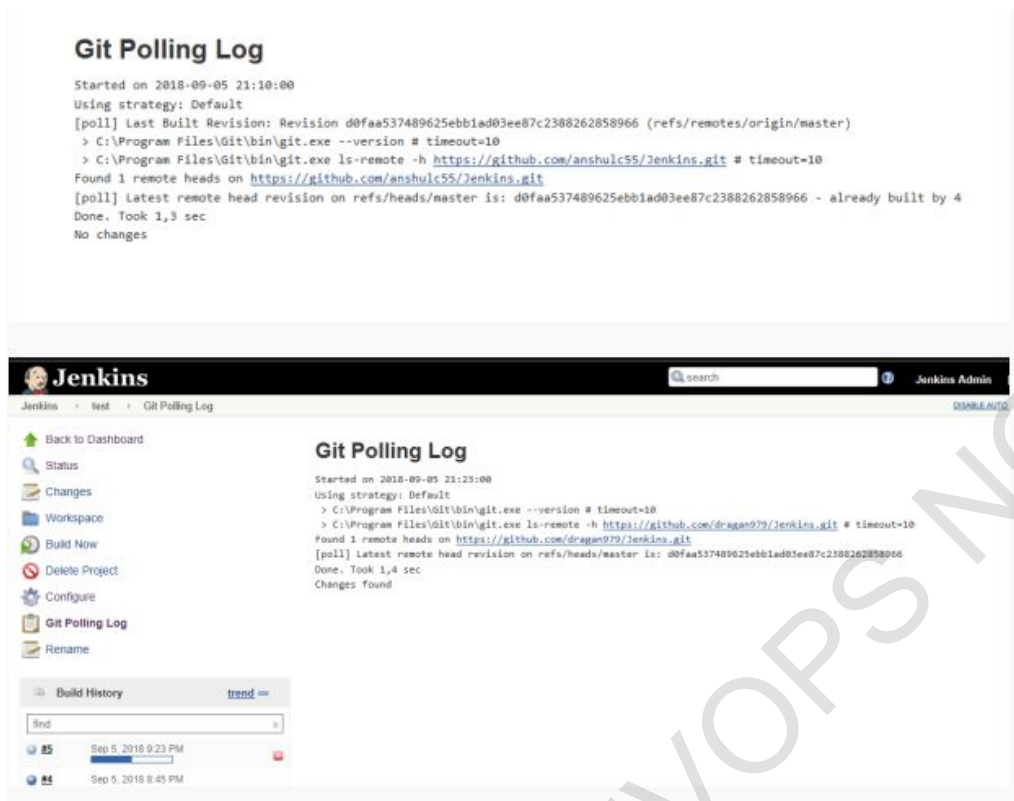 Git Polling Log
Started on 2018-09-05 21:10:00
Using strategy: Default
[poll] Last Built Revision: Revision d0faa537489625ebb1ad03ee87c2388262858966 (refs/remotes/origin/master)
> C:\Program Files\Git\bin\git.exe --version # timeout=10
> C:\Program Files\Git\bin\git.exe ls-remote -h https://github.com/anshulc55/Jenkins.git # timeout=10
Found 1 remote heads on https://github.com/anshulc55/Jenkins.git
[poll] Latest remote head revision on refs/heads/master is: d0faa537489625ebb1ad03ee87c2388262858966 - already built by 4
Done. Took 1,3 sec
No changes
Jenkins
search
Jenkins Admin
Jenkins test Git Polling Log
DISABLE AUTO
Back to Dashboard
Status
Changes
Workspace
Build Now
Delete Project
Configure
Git Polling Log
Rename
Git Polling Log
Started on 2018-09-05 21:23:00
Using strategy: Default
> C:\Program Files\Git\bin\git.exe --version # timeout=10
> C:\Program Files\Git\bin\git.exe ls-remote -h https://github.com/dragan979/Jenkins.git # timeout=10
Found 1 remote heads on https://github.com/dragan979/Jenkins.git
[poll] Latest remote head revision on refs/heads/master is: d0faa537489625ebb1ad03ee87c2388262858966
Done. Took 1,4 sec
Changes found
Build History trend
find x
#5 Sep 5, 2018 9:23 PM
#4 Sep 5, 2018 8:45 PM